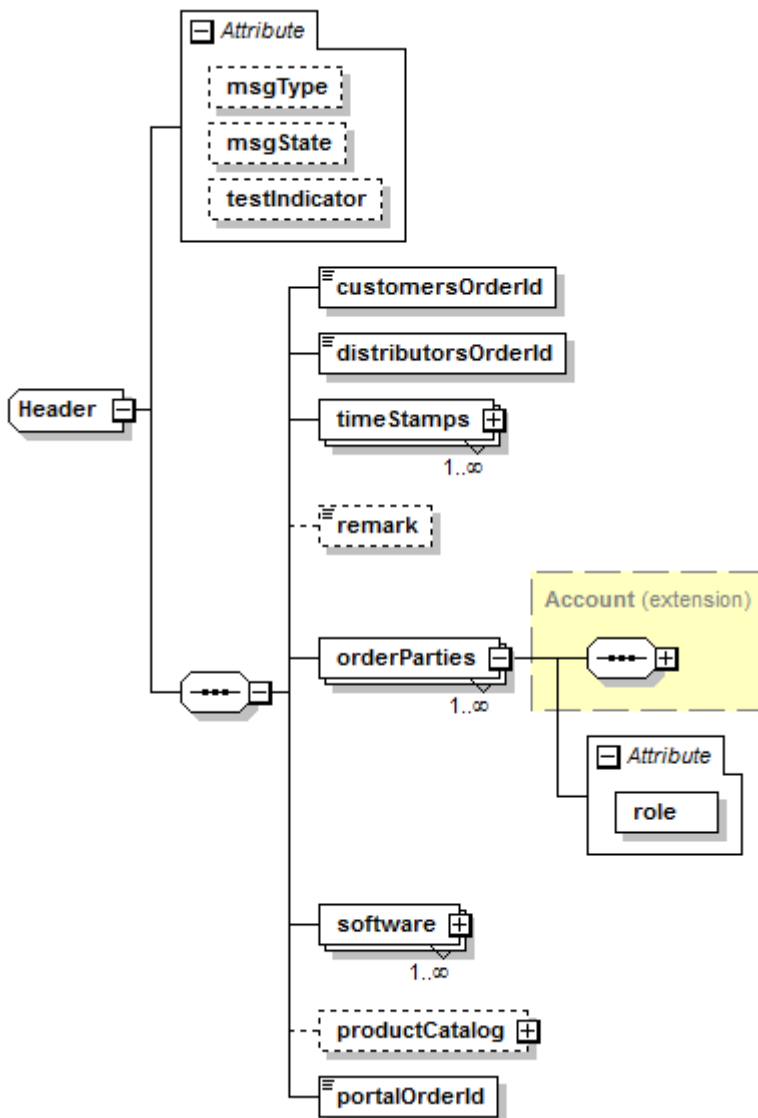 Attribute
msgType
msgState
testIndicator
customersOrderId
distributorsOrderId
Header
timeStamps
1..∞
remark
Account (extension)
orderParties
1..∞
Attribute
role
software
1..∞
productCatalog
portalOrderId